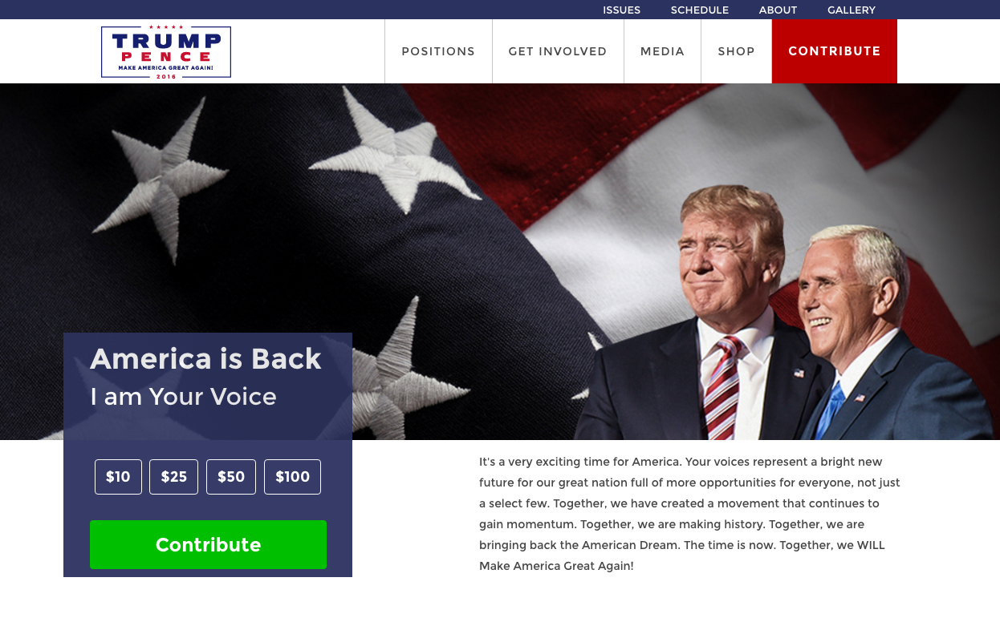 ISSUES SCHEDULE ABOUT GALLERY
TRUMP
PENCE
MAKE AMERICA GREAT AGAIN!
2016
POSITIONS GET INVOLVED MEDIA SHOP CONTRIBUTE
America is Back
I am Your Voice
$10 $25 $50 $100
Contribute
It's a very exciting time for America. Your voices represent a bright new
future for our great nation full of more opportunities for everyone, not just
a select few. Together, we have created a movement that continues to
gain momentum. Together, we are making history. Together, we are
bringing back the American Dream. The time is now. Together, we WILL
Make America Great Again!